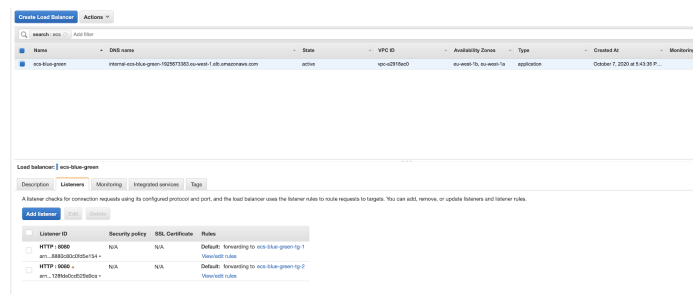 Create Load Balancer Actions
search : ecs Add filter
Name DNS name State VPC ID Availability Zones Type Created At Monitoring
ecs-blue-green internal-ecs-blue-green-1925673383.eu-west-1.elb.amazonaws.com active vpc-a2918ac0 eu-west-1b, eu-west-1a application October 7, 2020 at 5:43:36 P...
Load balancer: ecs-blue-green
Description Listeners Monitoring Integrated services Tags
A listener checks for connection requests using its configured protocol and port, and the load balancer uses the listener rules to route requests to targets. You can add, remove, or update listeners and listener rules.
Add listener Edit Delete
Listener ID Security policy SSL Certificate Rules
HTTP : 8080 N/A N/A Default: forwarding to ecs-blue-green-tg-1
arn...8880c80c0fd5e154 View/edit rules
HTTP : 9080 N/A N/A Default: forwarding to ecs-blue-green-tg-2
arn...128fda0cd529a9ca View/edit rules